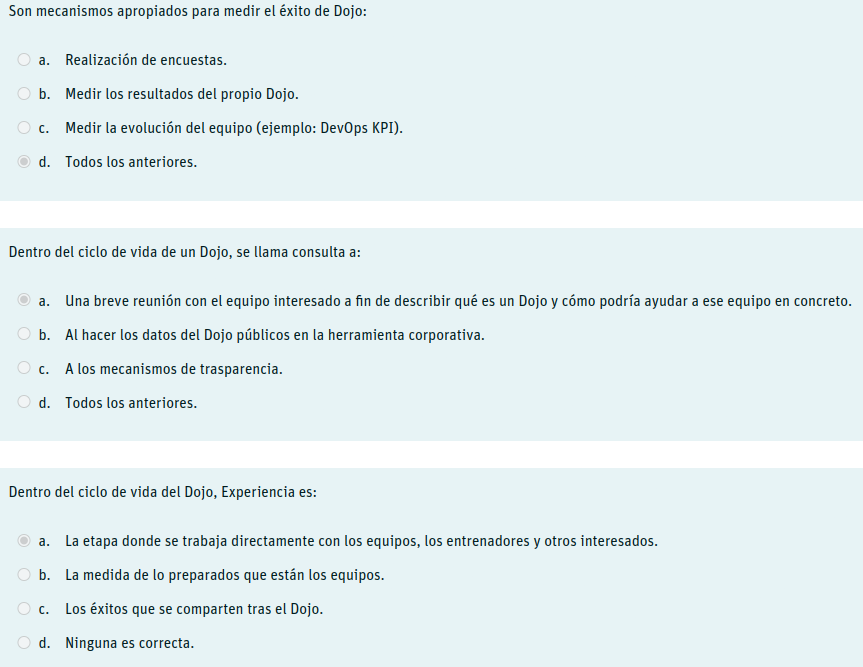 Son mecanismos apropiados para medir el éxito de Dojo:
a. Realización de encuestas.
b. Medir los resultados del propio Dojo.
c. Medir la evolución del equipo (ejemplo: DevOps KPI).
d. Todos los anteriores.
Dentro del ciclo de vida de un Dojo, se llama consulta a:
a. Una breve reunión con el equipo interesado a fin de describir qué es un Dojo y cómo podría ayudar a ese equipo en concreto.
b. Al hacer los datos del Dojo públicos en la herramienta corporativa.
c. A los mecanismos de trasparencia.
d. Todos los anteriores.
Dentro del ciclo de vida del Dojo, Experiencia es:
a. La etapa donde se trabaja directamente con los equipos, los entrenadores y otros interesados.
b. La medida de lo preparados que están los equipos.
c. Los éxitos que se comparten tras el Dojo.
d. Ninguna es correcta.